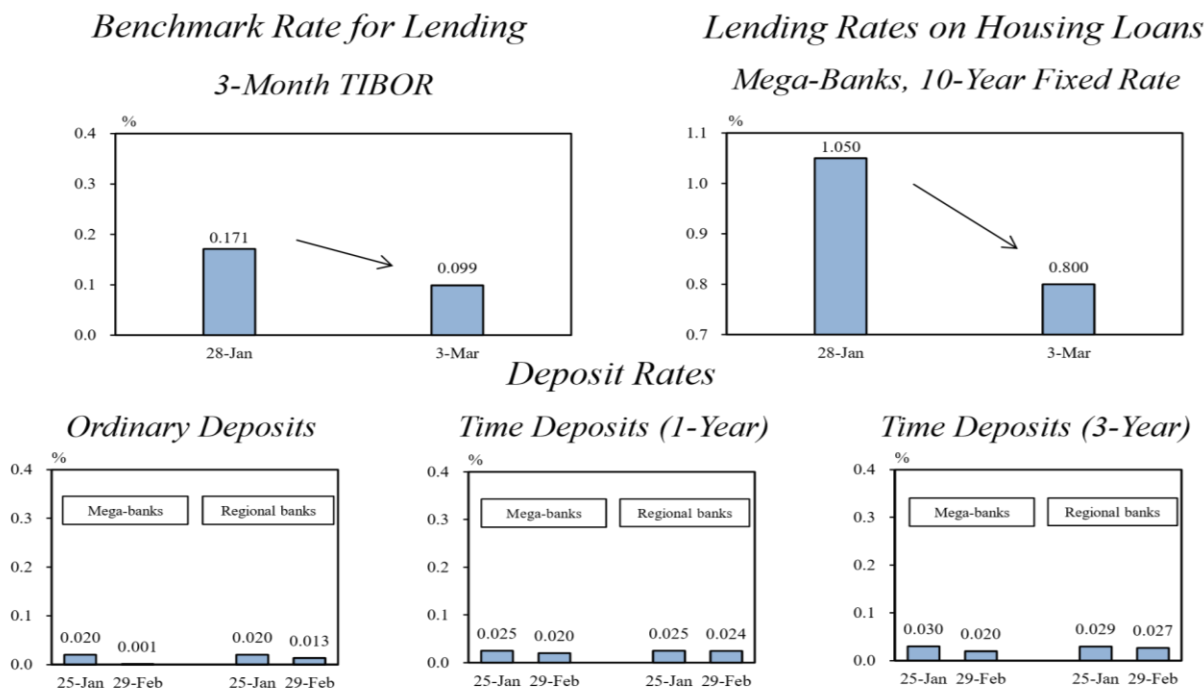 Benchmark Rate for Lending
3-Month TIBOR
%
0.4
0.3
0.2
0.1
0.0
0.171
0.099
28-Jan
3-Mar
Lending Rates on Housing Loans
Mega-Banks, 10-Year Fixed Rate
%
1.1
1.0
0.9
0.8
0.7
1.050
0.800
28-Jan
3-Mar
Deposit Rates
Ordinary Deposits
%
0.4
0.3
0.2
0.1
0.0
Mega-banks
Regional banks
0.020
0.001
0.020
0.013
25-Jan 29-Feb
25-Jan 29-Feb
Time Deposits (1-Year)
%
0.4
0.3
0.2
0.1
0.0
Mega-banks
Regional banks
0.025
0.020
0.025
0.024
25-Jan 29-Feb
25-Jan 29-Feb
Time Deposits (3-Year)
%
0.4
0.3
0.2
0.1
0.0
Mega-banks
Regional banks
0.030
0.020
0.029
0.027
25-Jan 29-Feb
25-Jan 29-Feb